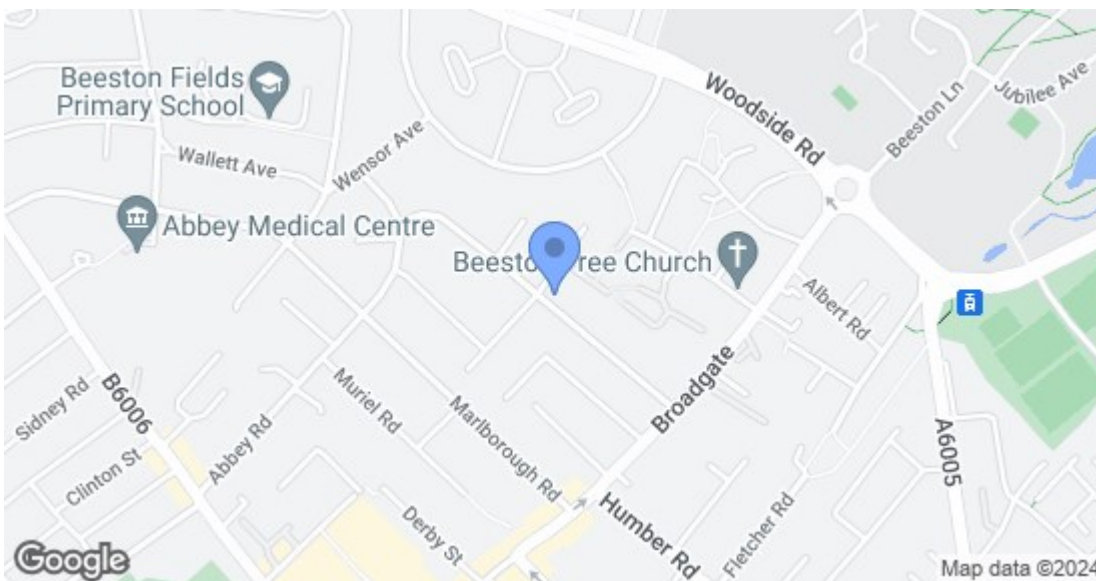 Beeston Fields
Primary School
Woodside Rd
Beeston Ln
Jubilee Ave
Wallett Ave
Wensor Ave
Abbey Medical Centre
Beeston Free Church
Albert Rd
Broadgate
B6006
Muriel Rd
Marlborough Rd
Sidney Rd
Abbey Rd
Clinton St
A6005
Derby St
Humber Rd
Fletcher Rd
Google
Map data ©2024